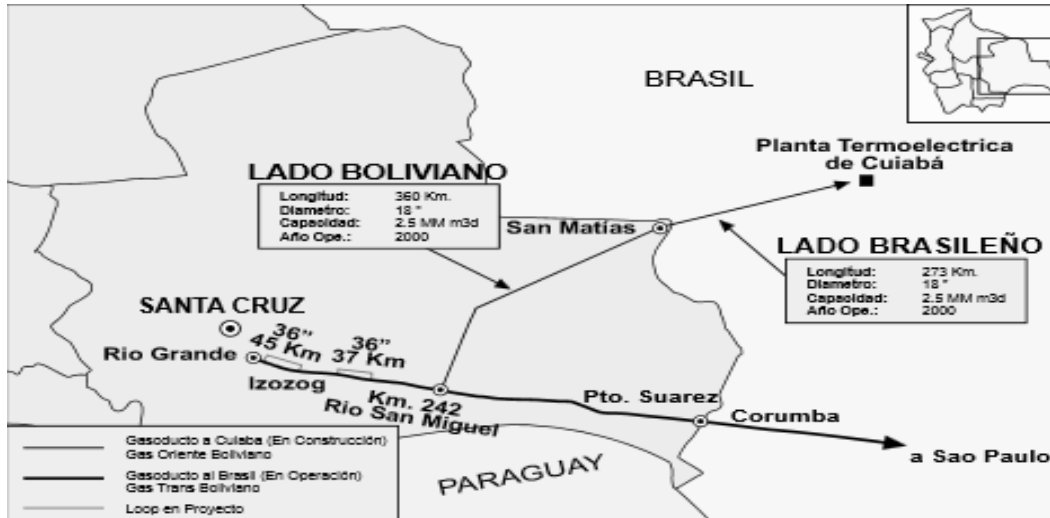 BRASIL
Planta Termoelectrica
de Cuiabá
LADO BOLIVIANO
Longitud: 360 Km.
Diametro: 18 "
Capacidad: 2.5 MM m3d
Año Ope.: 2000
San Matías
LADO BRASILEÑO
Longitud: 273 Km.
Diametro: 18 "
Capacidad: 2.5 MM m3d
Año Ope.: 2000
SANTA CRUZ
Rio Grande
36”
45 Km
36”
37 Km
Izozog
Km. 242
Rio San Miguel
Pto. Suarez
Corumba
a Sao Paulo
PARAGUAY
Gasoducto a Cuiaba (En Construcción)
Gas Oriente Boliviano
Gasoducto al Brasil (En Operación)
Gas Trans Boliviano
Loop en Proyecto